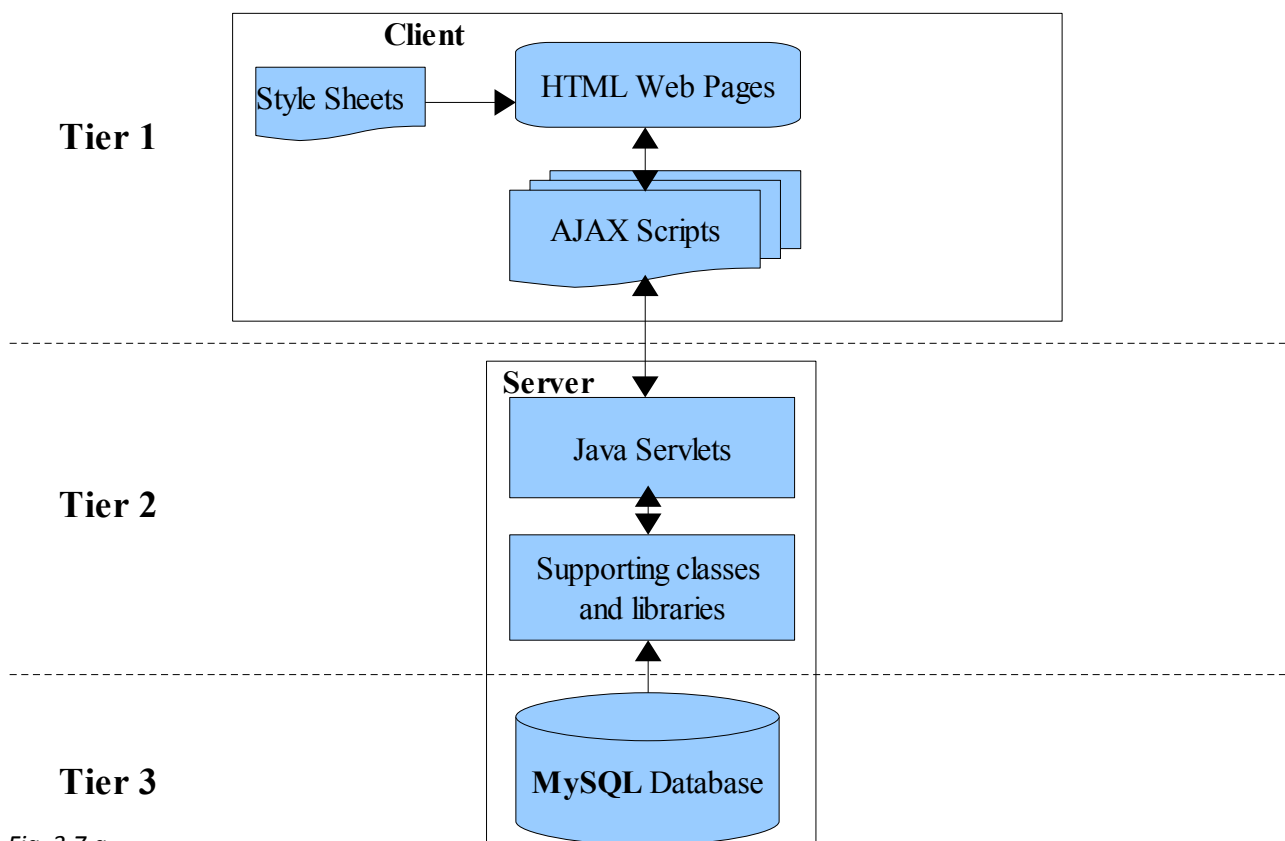 Client
Style Sheets
HTML Web Pages
Tier 1
AJAX Scripts
Server
Java Servlets
Tier 2
Supporting classes
and libraries
MySQL Database
Tier 3